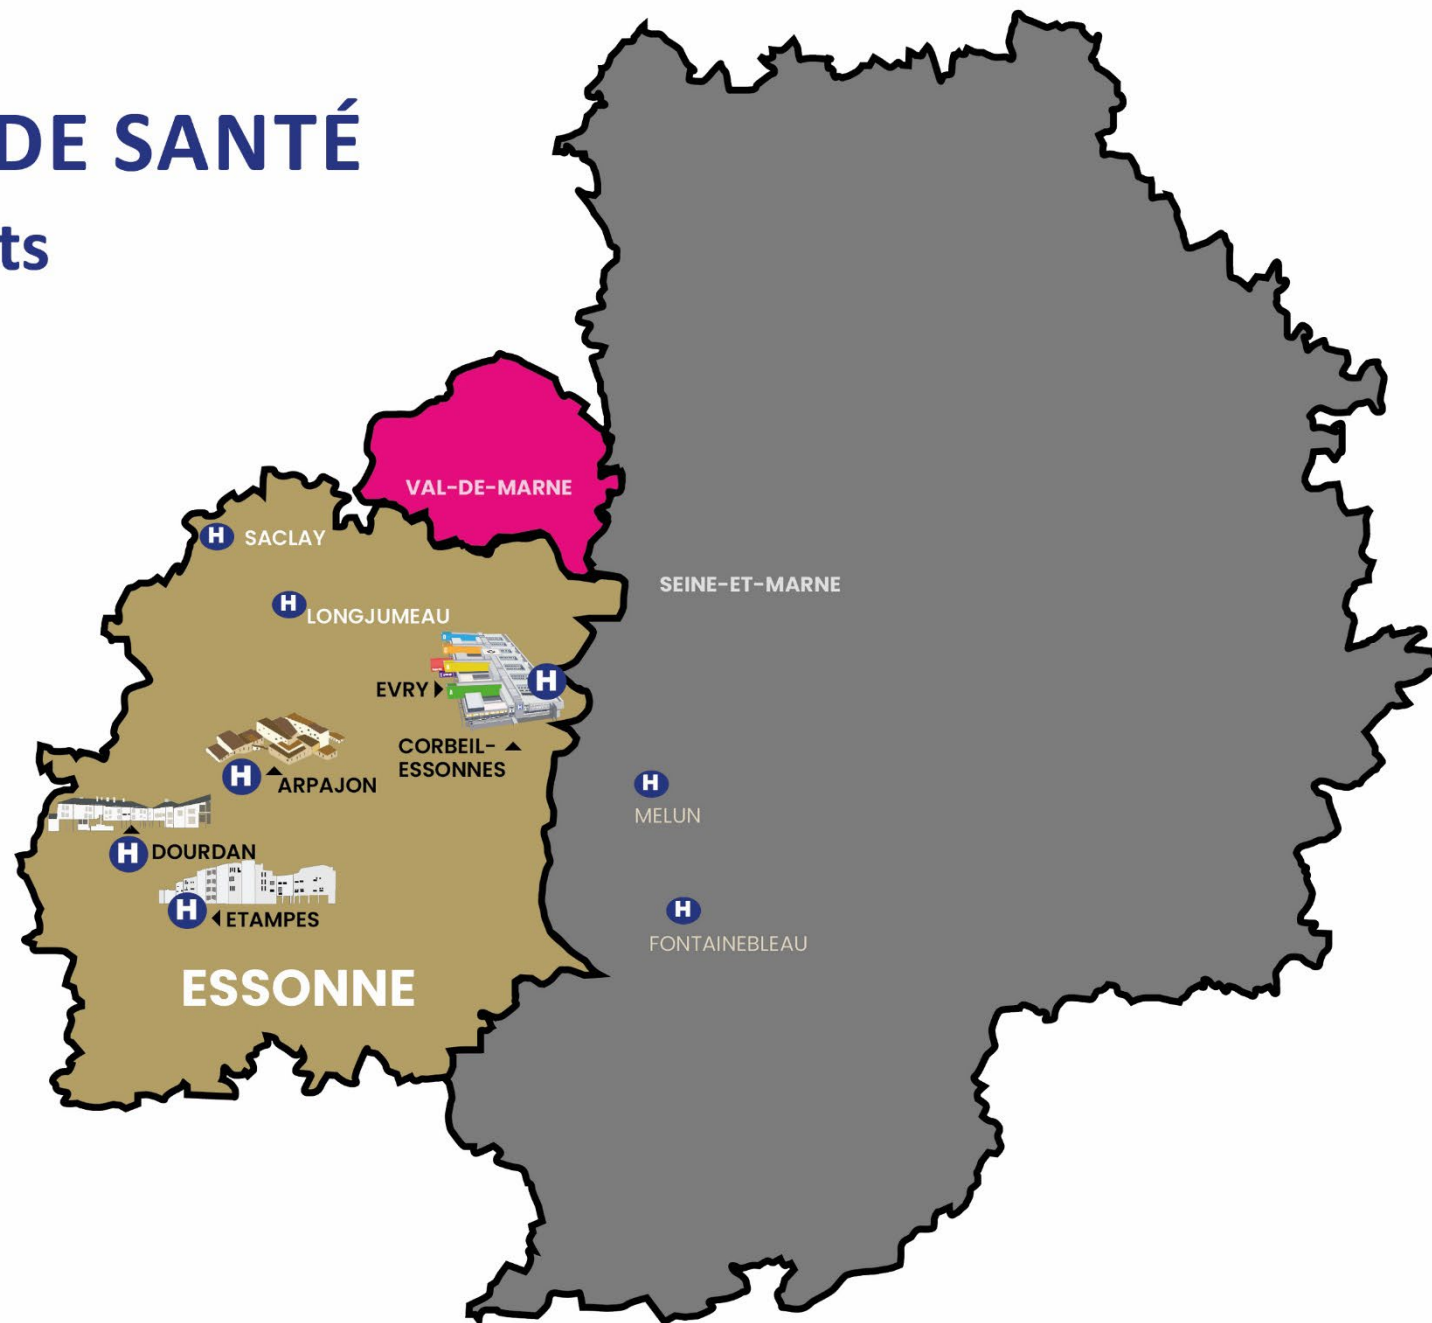 DE SANTÉ
ts
VAL-DE-MARNE
H SACLAY
SEINE-ET-MARNE
H LONGJUMEAU
EVRY
H
CORBEIL-
ESSONNES
H ARPAJON
H
MELUN
H DOURDAN
H ETAMPES
H
FONTAINEBLEAU
ESSONNE